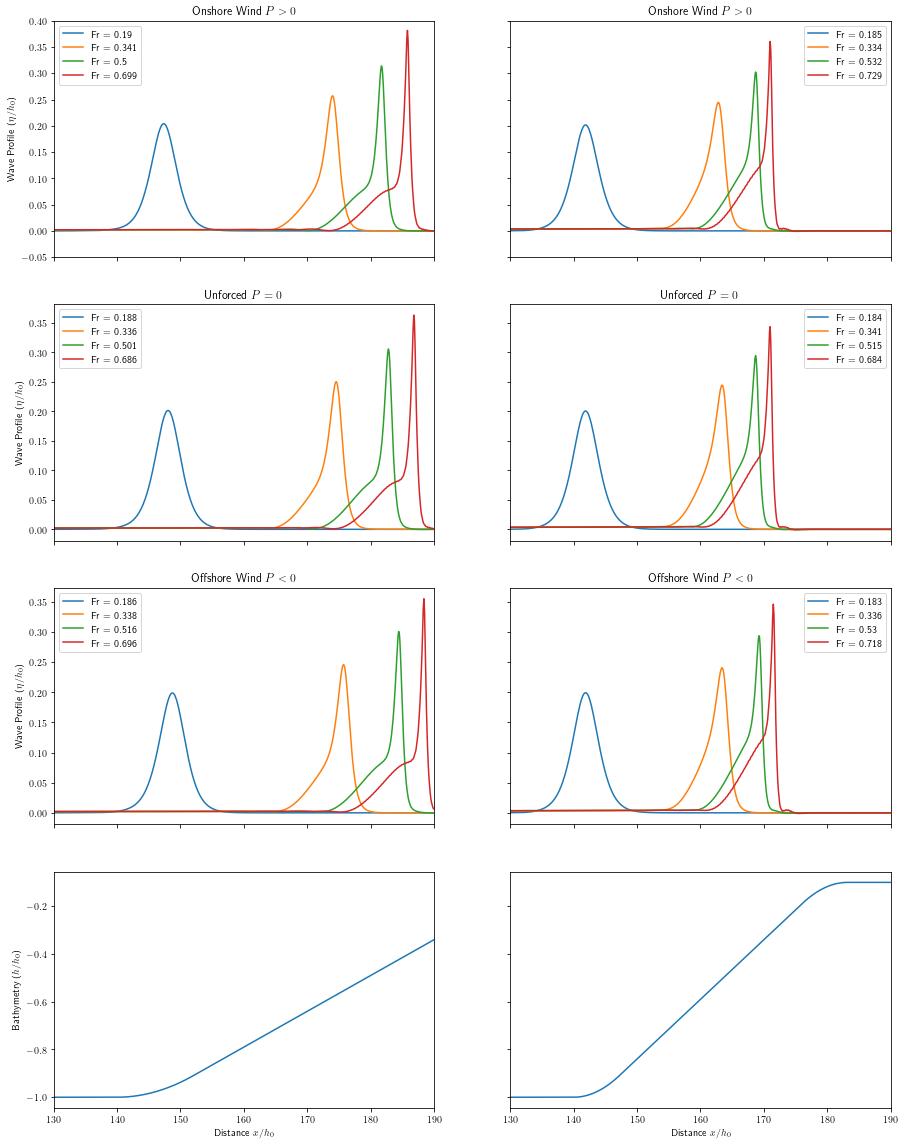 Onshore Wind P > 0
Onshore Wind P > 0
0.40
0.35
0.30
0.25
0.20
0.15
0.10
0.05
0.00
−0.05
Wave Profile (η/h0)
Fr = 0.19
Fr = 0.341
Fr = 0.5
Fr = 0.699
Fr = 0.185
Fr = 0.334
Fr = 0.532
Fr = 0.729
Unforced P = 0
Unforced P = 0
0.35
0.30
0.25
0.20
0.15
0.10
0.05
0.00
Wave Profile (η/h0)
Fr = 0.188
Fr = 0.336
Fr = 0.501
Fr = 0.686
Fr = 0.184
Fr = 0.341
Fr = 0.515
Fr = 0.684
Offshore Wind P < 0
Offshore Wind P < 0
0.35
0.30
0.25
0.20
0.15
0.10
0.05
0.00
Wave Profile (η/h0)
Fr = 0.186
Fr = 0.338
Fr = 0.516
Fr = 0.696
Fr = 0.183
Fr = 0.336
Fr = 0.53
Fr = 0.718
−0.2
−0.4
−0.6
−0.8
−1.0
Bathymetry (h/h0)
130 140 150 160 170 180 190
130 140 150 160 170 180 190
Distance x/h0
Distance x/h0